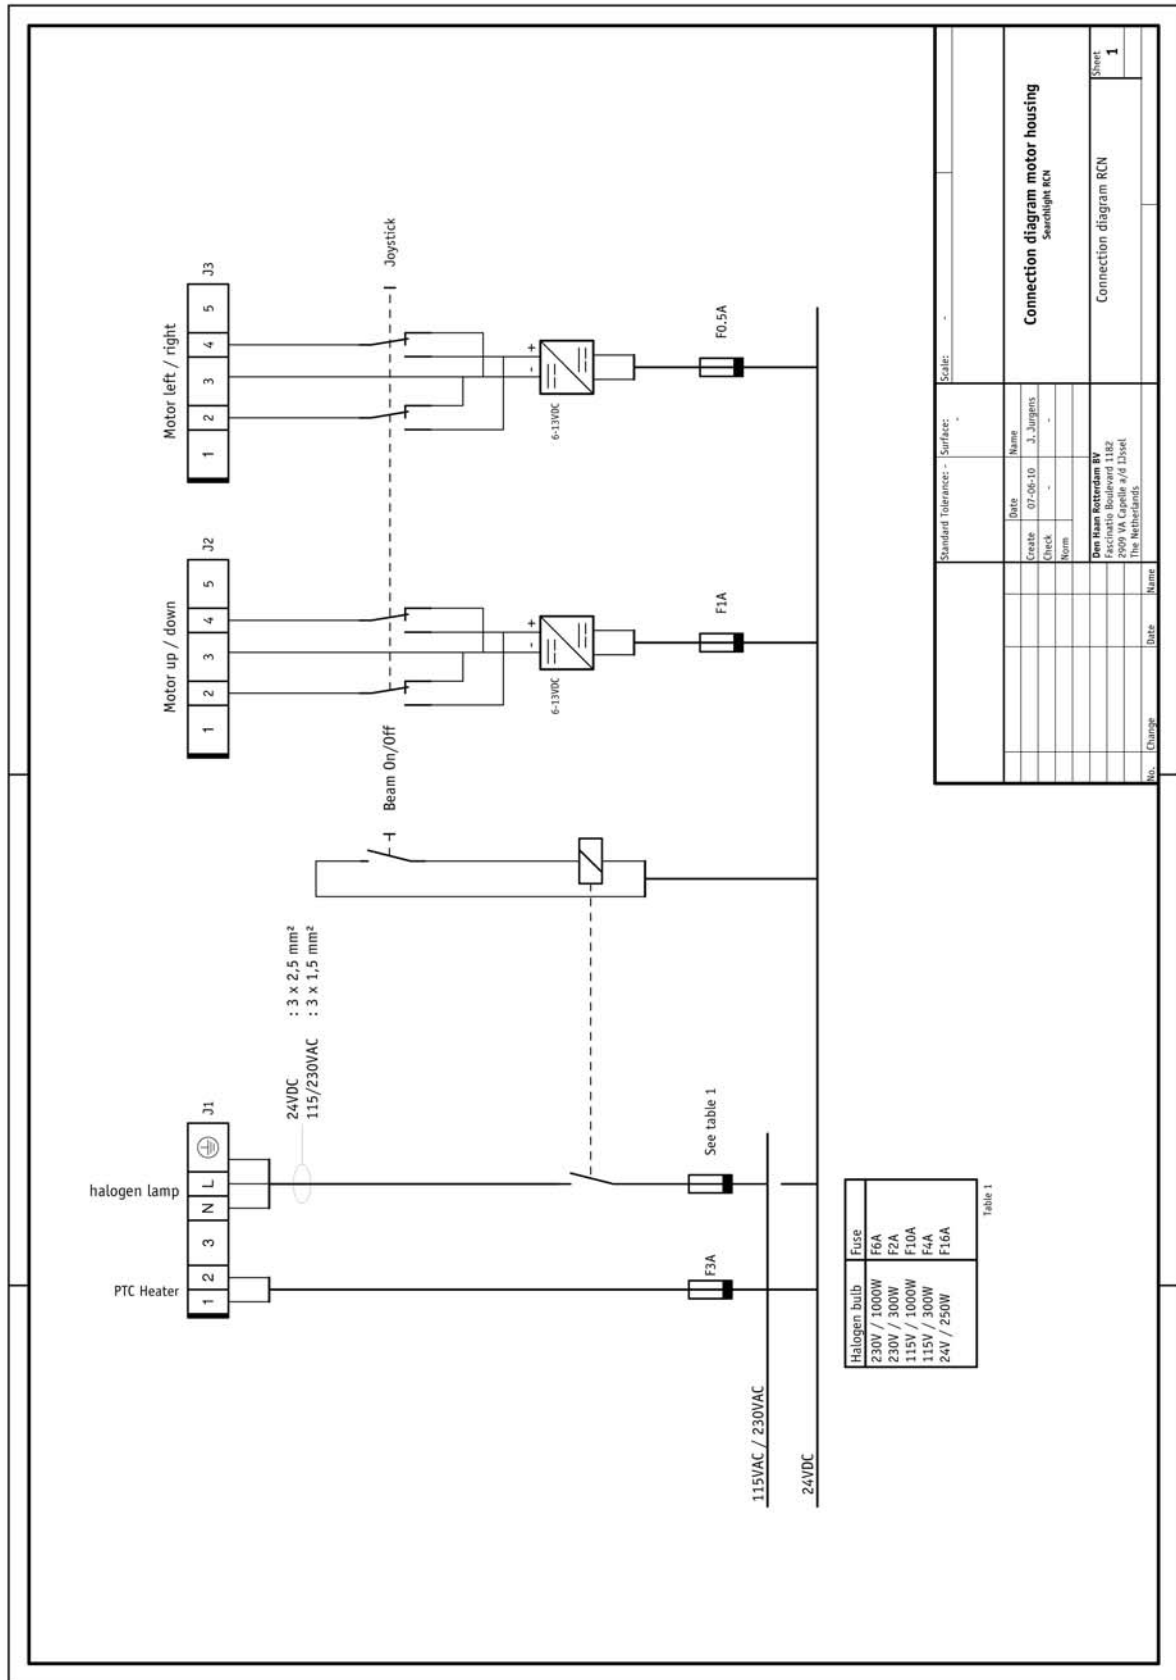 Motor left / right
J3
1 2 3 4 5
Joystick
- +
6-13VDC
F0.5A
Motor up / down
J2
1 2 3 4 5
- +
6-13VDC
F1A
Beam On/Off
24VDC : 3 x 2,5 mm²
115/230VAC : 3 x 1,5 mm²
halogen lamp
PTC Heater
J1
1 2 3 N L
See table 1
F3A
115VAC / 230VAC
24VDC
Halogen bulb Fuse
230V / 1000W F6A
230V / 300W F2A
115V / 1000W F10A
115V / 300W F4A
24V / 250W F16A
Table 1
Standard Tolerance: - Surface: - Scale: -
Date Name
Create 07-06-10 J. Jurgens
Check - -
Norm
Connection diagram motor housing
Searchlight RCN
Den Haan Rotterdam BV
Fascinatio Boulevard 1182
2909 VA Capelle a/d IJssel
The Netherlands
Connection diagram RCN
Sheet
1
No. Change Date Name